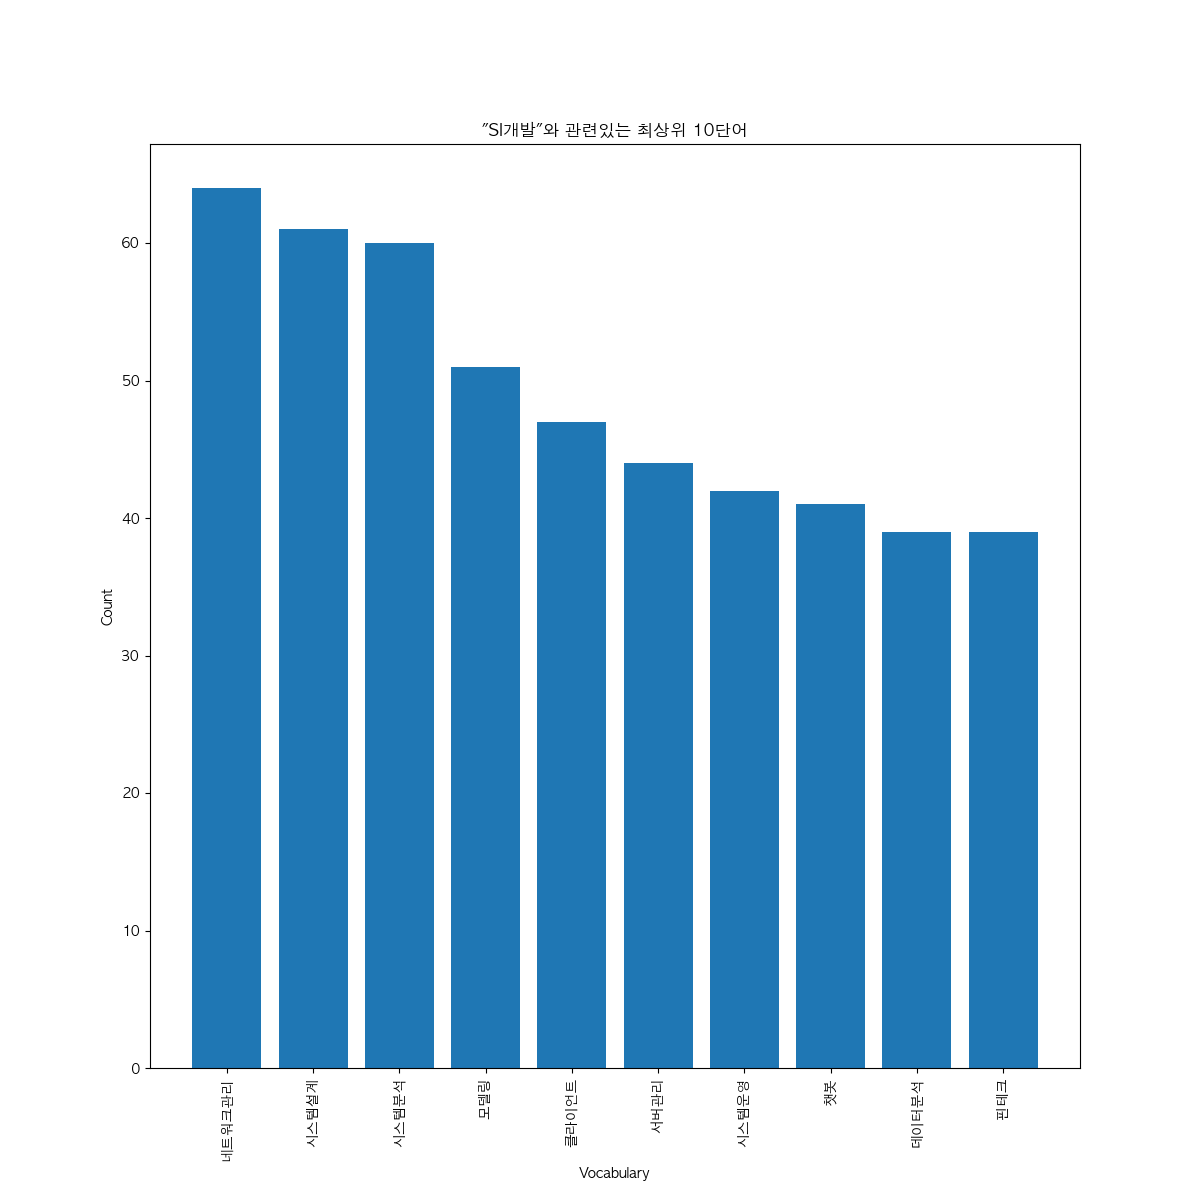 "SI개발"와 관련있는 최상위 10단어
60
50
40
30
20
10
0
Count
네트워크관리
시스템설계
시스템분석
모델링
클라이언트
서버관리
시스템운영
챗봇
데이터분석
핀테크
Vocabulary